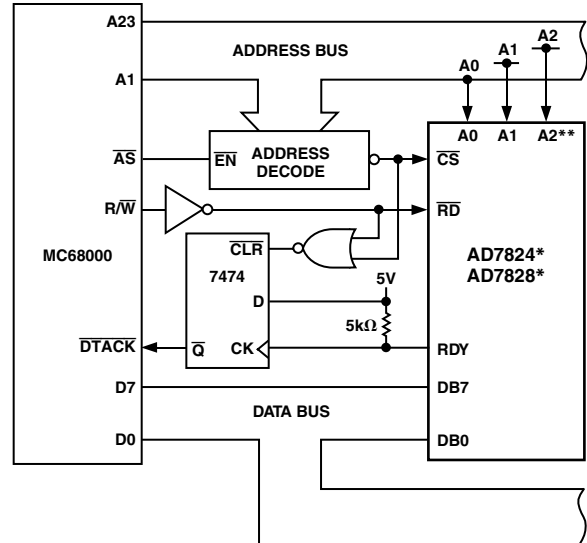 A23
ADDRESS BUS
A2
A1
A0
A1
A0 A1 A2**
AS
EN
ADDRESS
DECODE
CS
R/W
RD
MC68000
CLR
7474
AD7824*
AD7828*
5V
D
5kΩ
DTACK
Q
CK
RDY
D7
DB7
DATA BUS
D0
DB0